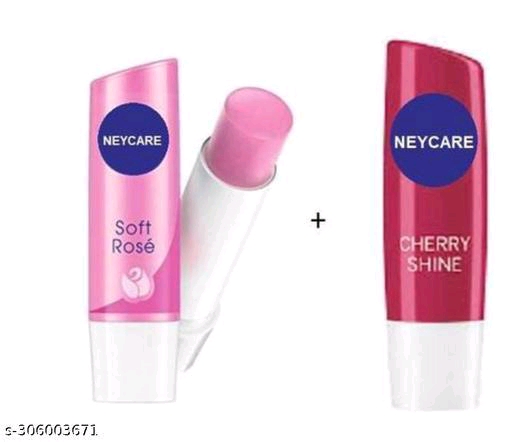 NEYCARE
Soft
Rosé
+
NEYCARE
CHERRY
SHINE
s-306003671